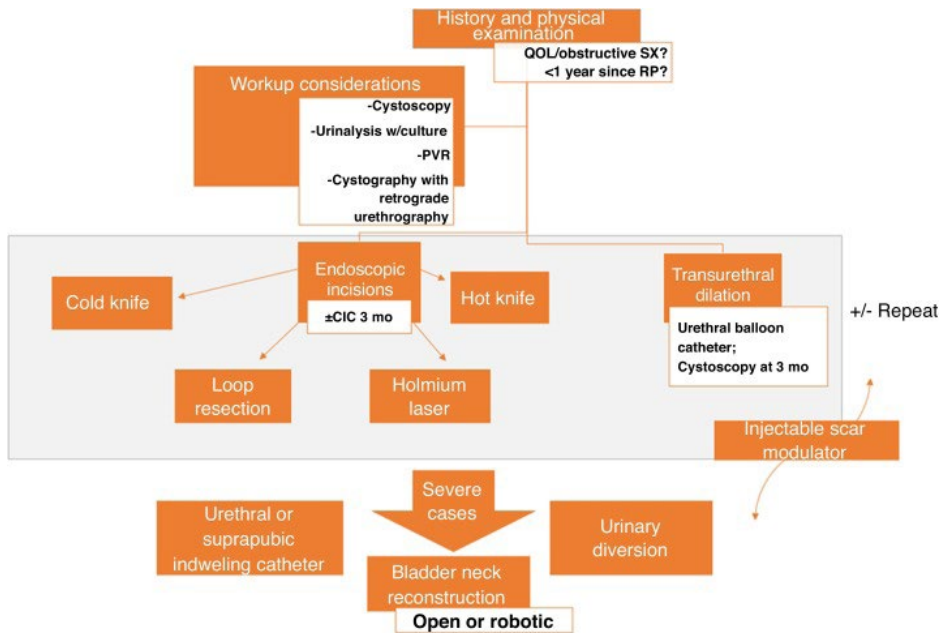 History and physical
examination
QOL/obstructive SX?
<1 year since RP?
Workup considerations
-Cystoscopy
-Urinalysis w/culture
-PVR
-Cystography with
retrograde
urethrography
Endoscopic
incisions
±CIC 3 mo
Cold knife
Hot knife
Loop
resection
Holmium
laser
Transurethral
dilation
Urethral balloon
catheter;
Cystoscopy at 3 mo
+/- Repeat
Injectable scar
modulator
Severe
cases
Urethral or
suprapubic
indweling catheter
Urinary
diversion
Bladder neck
reconstruction
Open or robotic